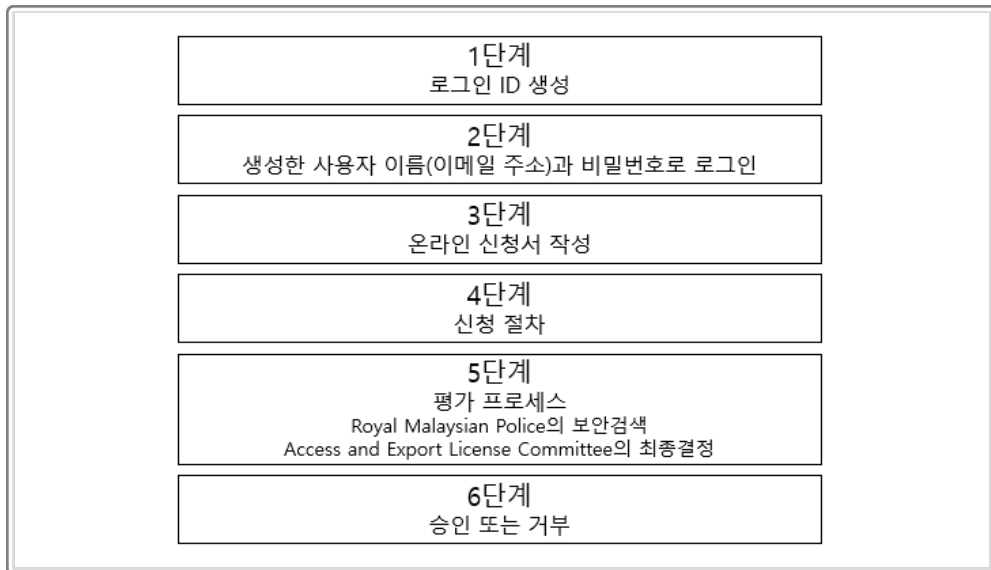 1단계
로그인 ID 생성
2단계
생성한 사용자 이름(이메일 주소)과 비밀번호로 로그인
3단계
온라인 신청서 작성
4단계
신청 절차
5단계
평가 프로세스
Royal Malaysian Police의 보안검색
Access and Export License Committee의 최종결정
6단계
승인 또는 거부